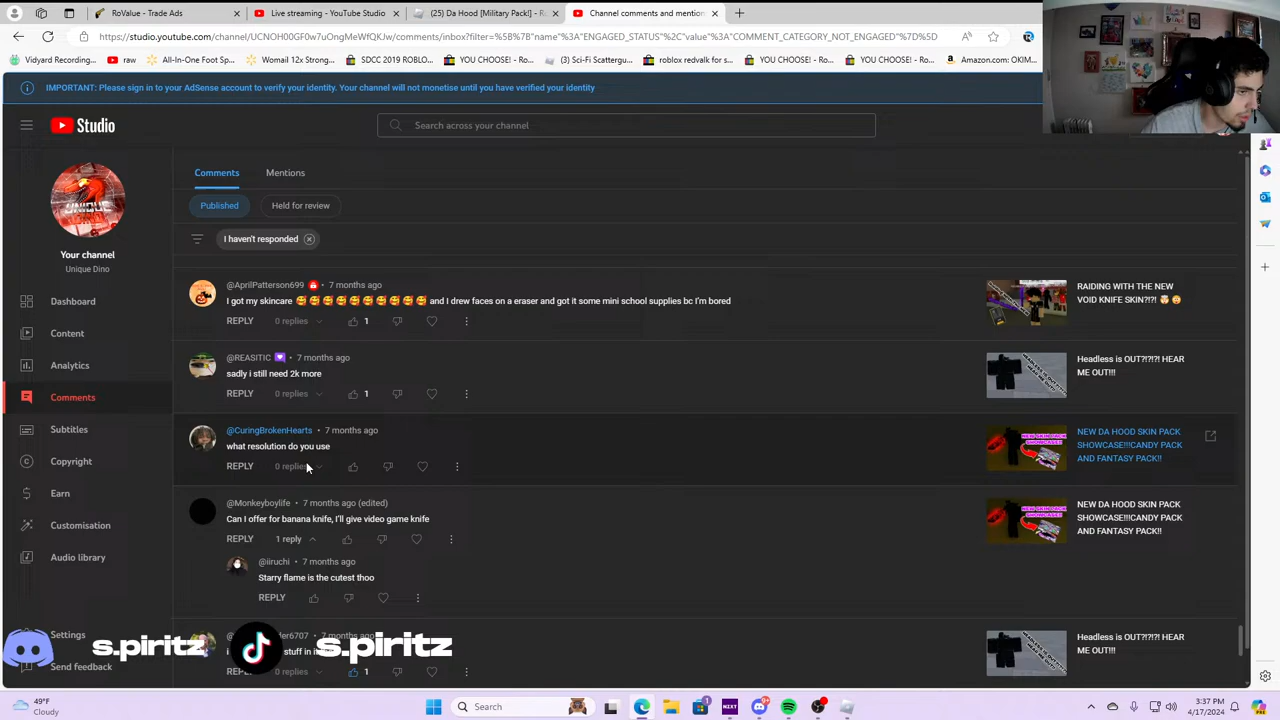 RoValue - Trade Ads
Live streaming - YouTube Studio
(25) Da Hood [Military Pack!] - Ro
Channel comments and mention
https://studio.youtube.com/channel/UCNOH00GF0w7uOngMeWfQKJw/comments/inbox?filter=%5B%7B"name"%3A"ENGAGED_STATUS"%2C"value"%3A"COMMENT_CATEGORY_NOT_ENGAGED"%7D%5D
Vidyard Recording...
raw
All-In-One Foot Sp...
Womail 12x Strong...
SDCC 2019 ROBLO...
YOU CHOOSE! - Ro...
(3) Sci-Fi Scattergu...
roblox redvalk for s...
YOU CHOOSE! - Ro...
YOU CHOOSE! - Ro...
Amazon.com: OKIM...
IMPORTANT: Please sign in to your AdSense account to verify your identity. Your channel will not monetise until you have verified your identity
Studio
Search across your channel
UNIQUE
Your channel
Unique Dino
Dashboard
Content
Analytics
Comments
Subtitles
Copyright
Earn
Customisation
Audio library
Settings
Send feedback
Comments
Mentions
Published
Held for review
I haven't responded
@AprilPatterson699 7 months ago
I got my skincare 🥰🥰🥰🥰🥰🥰🥰🥰🥰🥰🥰 and I drew faces on a eraser and got it some mini school supplies bc I'm bored
REPLY 0 replies 1
RAIDING WITH THE NEW
VOID KNIFE SKIN?!?! 🤯😳
@REASITIC • 7 months ago
sadly i still need 2k more
REPLY 0 replies 1
Headless is OUT?!?!?! HEAR
ME OUT!!!
@CuringBrokenHearts • 7 months ago
what resolution do you use
REPLY 0 replies
NEW DA HOOD SKIN PACK
SHOWCASE!!!CANDY PACK
AND FANTASY PACK!!
@Monkeyboylife • 7 months ago (edited)
Can I offer for banana knife, I'll give video game knife
REPLY 1 reply
NEW DA HOOD SKIN PACK
SHOWCASE!!!CANDY PACK
AND FANTASY PACK!!
@iiruchi • 7 months ago
Starry flame is the cutest thoo
REPLY
7 months ago
stuff in
0 replies 1
Headless is OUT?!?!?! HEAR
ME OUT!!!
s.piritz
s.piritz
49°F
Cloudy
Search
3:37 PM
4/17/2024